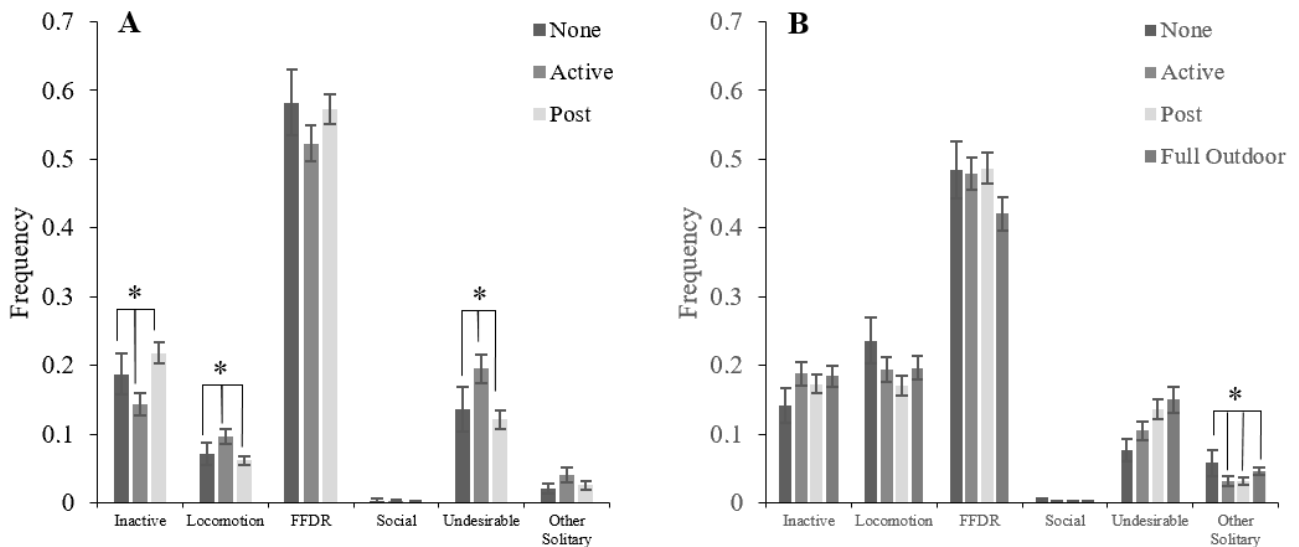 A
None
Active
Post
Frequency
0.7
0.6
0.5
0.4
0.3
0.2
0.1
0
*
*
*
Inactive
Locomotion
FFDR
Social
Undesirable
Other
Solitary
B
None
Active
Post
Full Outdoor
Frequency
0.7
0.6
0.5
0.4
0.3
0.2
0.1
0
*
Inactive
Locomotion
FFDR
Social
Undesirable
Other
Solitary